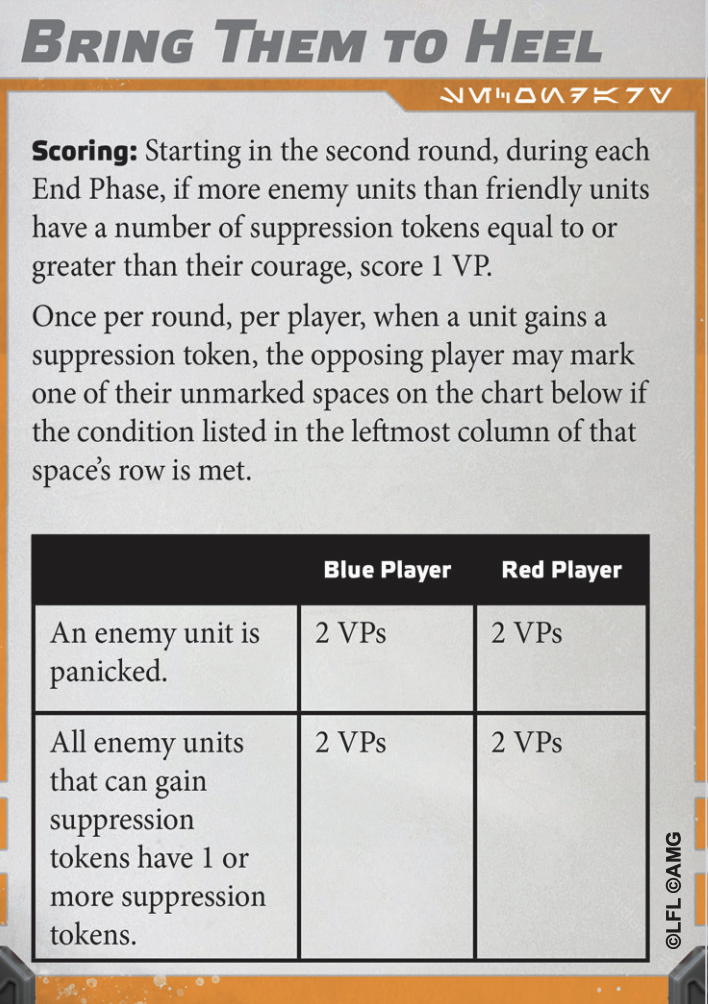 BRING THEM TO HEEL
Scoring: Starting in the second round, during each
End Phase, if more enemy units than friendly units
have a number of suppression tokens equal to or
greater than their courage, score 1 VP.
Once per round, per player, when a unit gains a
suppression token, the opposing player may mark
one of their unmarked spaces on the chart below if
the condition listed in the leftmost column of that
space's row is met.
Blue Player Red Player
An enemy unit is 2 VPs 2 VPs
panicked.
All enemy units 2 VPs 2 VPs
that can gain
suppression
tokens have 1 or
more suppression
tokens.
©LFL ©AMG